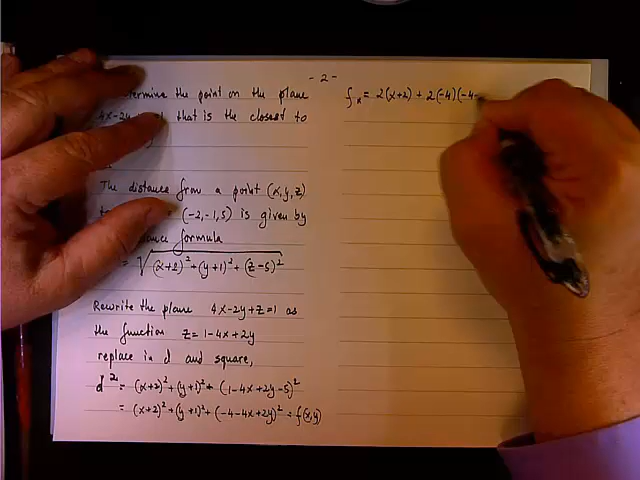 - 2 -
ermine the point on the plane
4x-2y that is the closest to
The distance from a point (x, y, z)
(-2,-1,5) is given by
formula
= √(x+2)² + (y+1)² + (z-5)²
Rewrite the plane 4x-2y+z=1 as
the function z=1-4x+2y
replace in d and square,
d² = (x+2)² + (y+1)² + (1-4x+2y-5)²
= (x+2)² + (y+1)² + (-4-4x+2y)² = f(x,y)
fₓ = 2(x+2) + 2(-4)(-4-